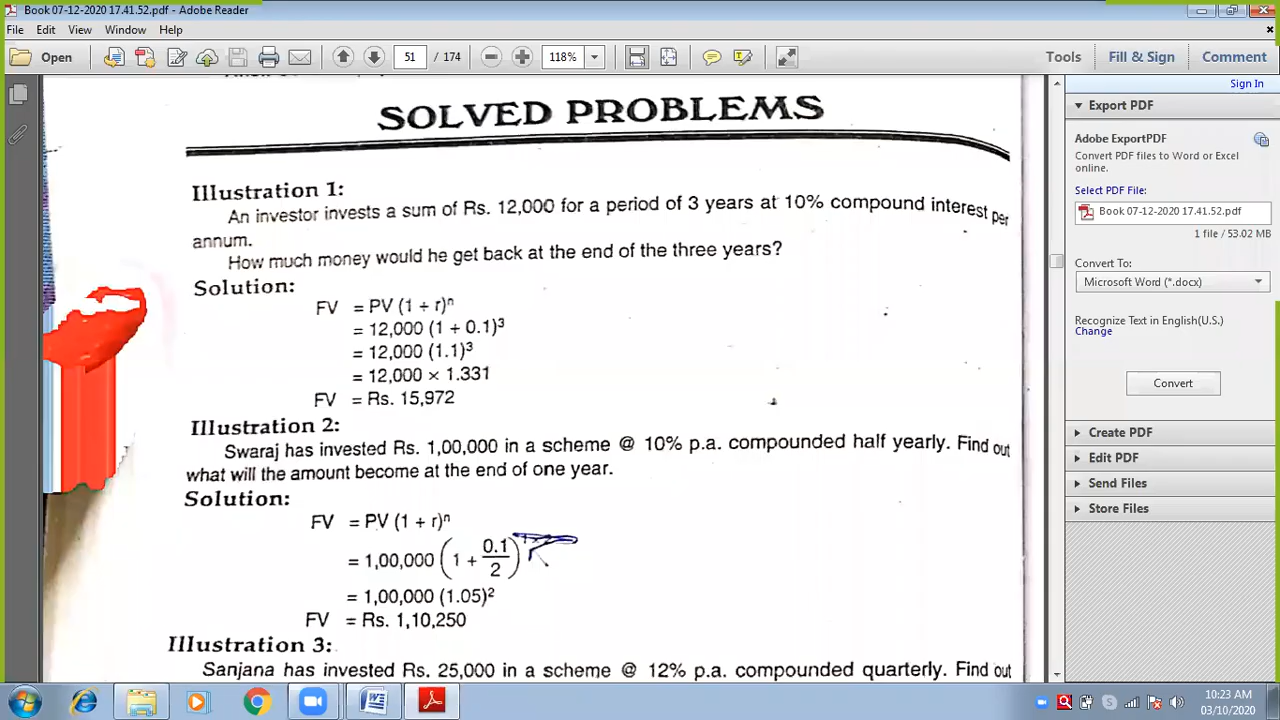 Book 07-12-2020 17.41.52.pdf - Adobe Reader
File Edit View Window Help
Open 51 / 174 118% Tools Fill & Sign Comment
SOLVED PROBLEMS
Illustration 1:
An investor invests a sum of Rs. 12,000 for a period of 3 years at 10% compound interest per
annum.
How much money would he get back at the end of the three years?
Solution:
FV = PV (1 + r)ⁿ
= 12,000 (1 + 0.1)³
= 12,000 (1.1)³
= 12,000 × 1.331
FV = Rs. 15,972
Illustration 2:
Swaraj has invested Rs. 1,00,000 in a scheme @ 10% p.a. compounded half yearly. Find out
what will the amount become at the end of one year.
Solution:
FV = PV (1 + r)ⁿ
= 1,00,000 (1 + 0.1/2)
= 1,00,000 (1.05)²
FV = Rs. 1,10,250
Illustration 3:
Sanjana has invested Rs. 25,000 in a scheme @ 12% p.a. compounded quarterly. Find out
Sign In
Export PDF
Adobe ExportPDF
Convert PDF files to Word or Excel
online.
Select PDF File:
Book 07-12-2020 17.41.52.pdf
1 file / 53.02 MB
Convert To:
Microsoft Word (*.docx)
Recognize Text in English(U.S.)
Change
Convert
Create PDF
Edit PDF
Send Files
Store Files
10:23 AM
03/10/2020